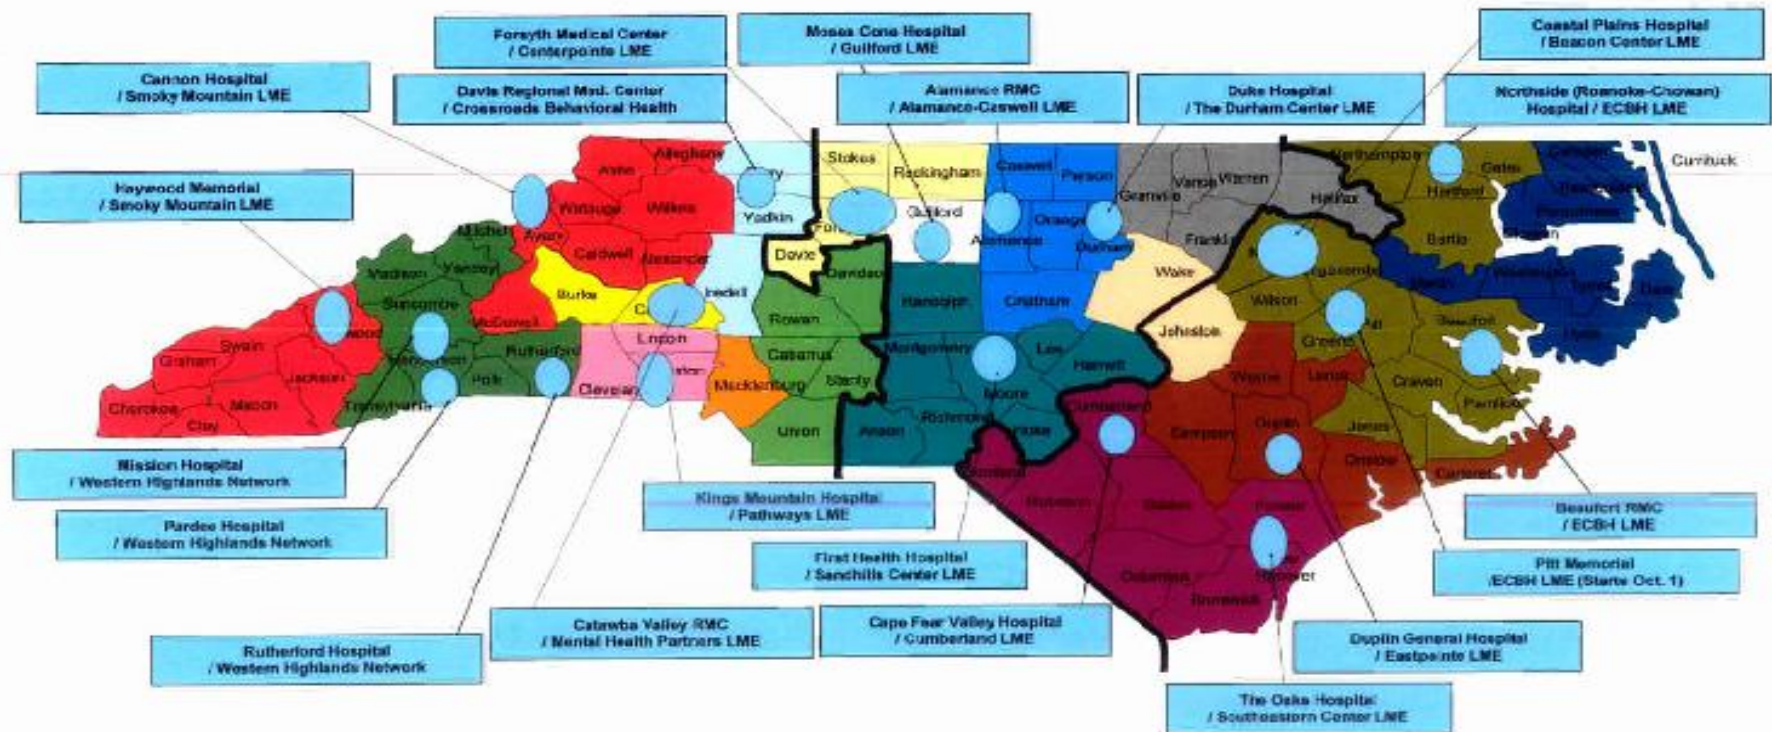 Forsyth Medical Center
/ Centerpointe LME
Moses Cone Hospital
/ Guilford LME
Coastal Plains Hospital
/ Beacon Center LME
Cannon Hospital
/ Smoky Mountain LME
Davis Regional Med. Center
/ Crossroads Behavioral Health
Alamance RMC
/ Alamance-Caswell LME
Duke Hospital
/ The Durham Center LME
Northside (Roanoke-Chowan)
Hospital / ECBH LME
Haywood Memorial
/ Smoky Mountain LME
Ashe
Alleghany
Stokes
Rockingham
Caswell
Person
Granville
Vance
Warren
Halifax
Northampton
Gates
Hertford
Currituck
Watauga
Wilkes
Yadkin
Guilford
Alamance
Orange
Durham
Bertie
Mitchell
Avery
Caldwell
Alexander
Davie
Davidson
Wake
Madison
Yancey
Burke
Iredell
Rowan
Randolph
Chatham
Wilson
Martin
Buncombe
McDowell
Johnston
Greene
Beaufort
Swain
Graham
Jackson
Rutherford
Polk
Lincoln
Cleveland
Mecklenburg
Cabarrus
Stanly
Montgomery
Lee
Harnett
Moore
Wayne
Lenoir
Craven
Pamlico
Cherokee
Macon
Clay
Transylvania
Union
Anson
Richmond
Hoke
Cumberland
Sampson
Duplin
Jones
Onslow
Carteret
Scotland
Robeson
Bladen
Columbus
Brunswick
Mission Hospital
/ Western Highlands Network
Kings Mountain Hospital
/ Pathways LME
Beaufort RMC
/ ECBH LME
Pardee Hospital
/ Western Highlands Network
First Health Hospital
/ Sandhills Center LME
Pitt Memorial
/ECBH LME (Starts Oct. 1)
Rutherford Hospital
/ Western Highlands Network
Catawba Valley RMC
/ Mental Health Partners LME
Cape Fear Valley Hospital
/ Cumberland LME
Duplin General Hospital
/ Eastpointe LME
The Oaks Hospital
/ Southeastern Center LME